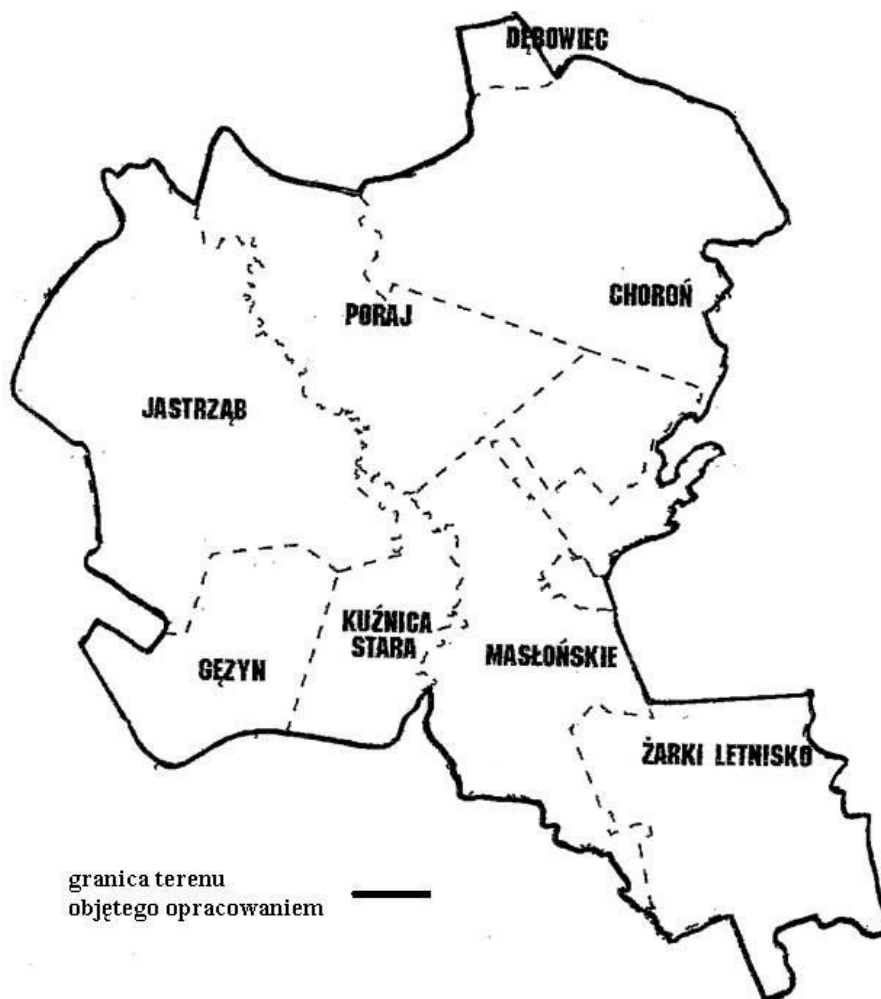 DĘBOWIEC
CHOROŃ
PORAJ
JASTRZĄB
KUŹNICA
STARA
MASŁOŃSKIE
GĘZYN
ŻARKI LETNISKO
granica terenu
objętego opracowaniem